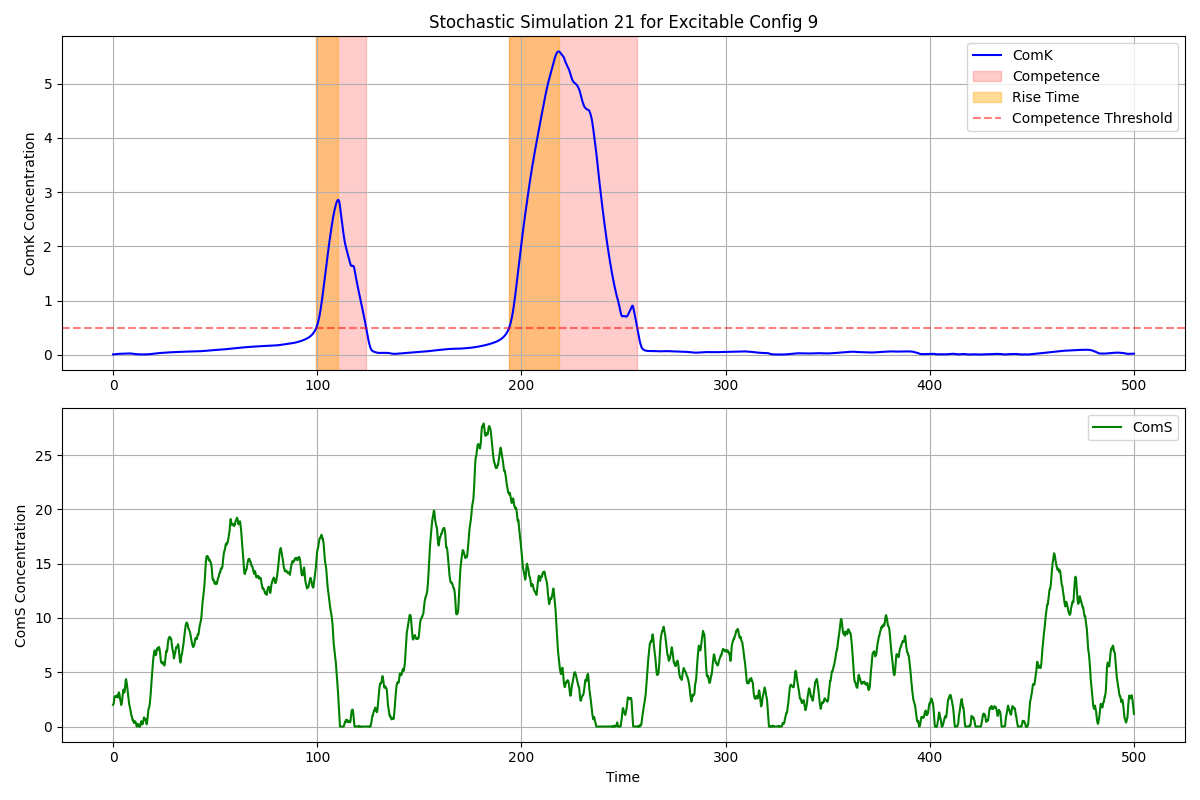 Stochastic Simulation 21 for Excitable Config 9
ComK Concentration
5
4
3
2
1
0
ComK
Competence
Rise Time
Competence Threshold
0 100 200 300 400 500
ComS Concentration
25
20
15
10
5
0
ComS
0 100 200 300 400 500
Time